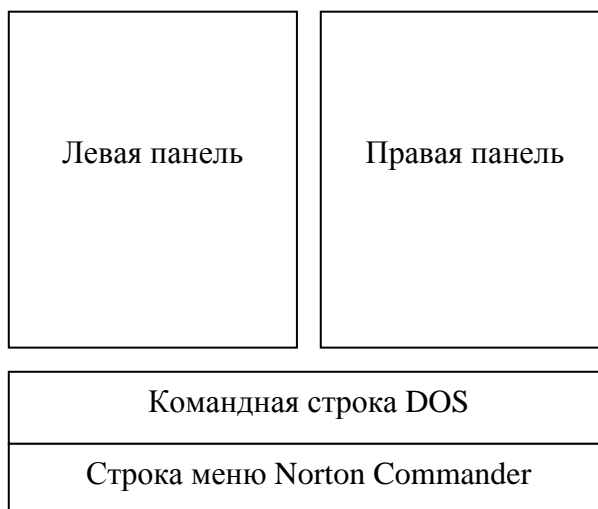 Левая панель
Правая панель
Командная строка DOS
Строка меню Norton Commander